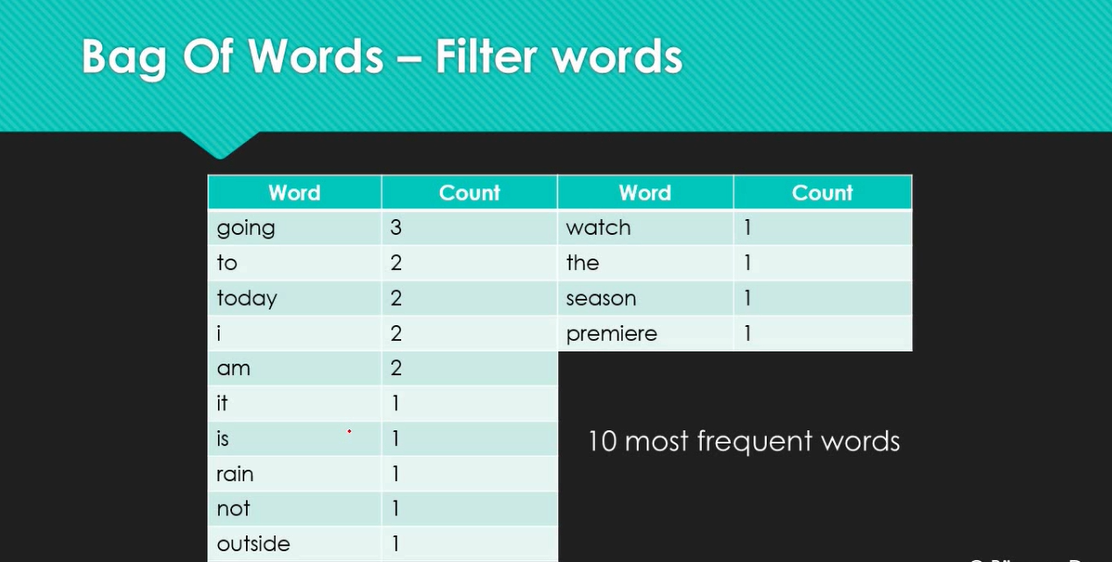 Bag Of Words – Filter words
Word Count Word Count
going 3 watch 1
to 2 the 1
today 2 season 1
i 2 premiere 1
am 2
it 1
is 1
10 most frequent words
rain 1
not 1
outside 1